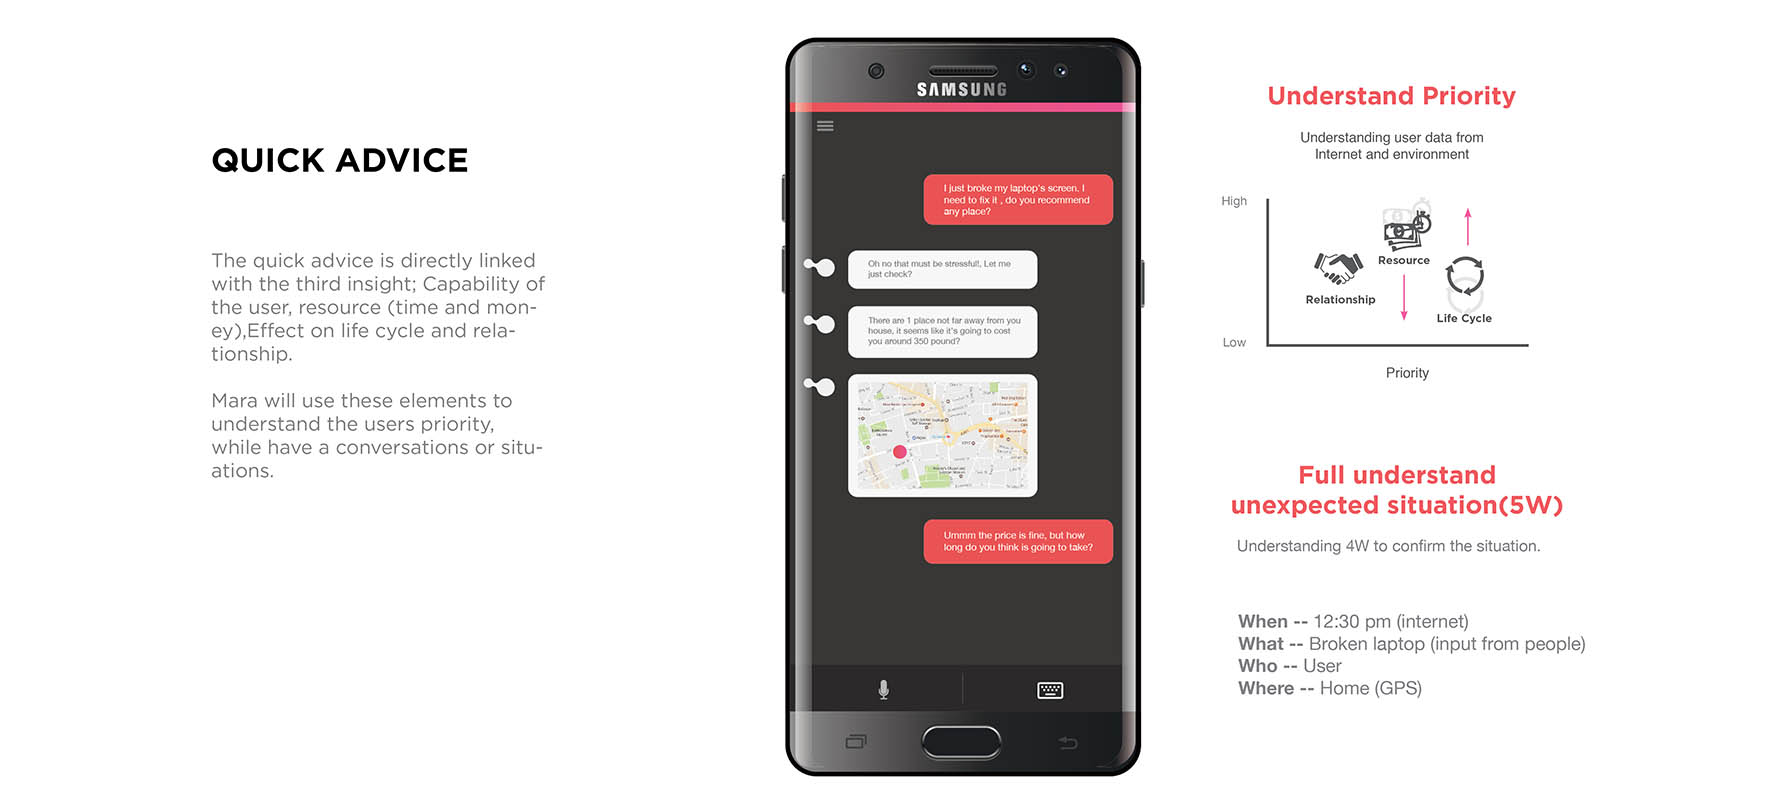 QUICK ADVICE
The quick advice is directly linked
with the third insight; Capability of
the user, resource (time and mon-
ey),Effect on life cycle and rela-
tionship.
Mara will use these elements to
understand the users priority,
while have a conversations or situ-
ations.
SAMSUNG
I just broke my laptop's screen. I
need to fix it , do you recommend
any place?
Oh no that must be stressful!, Let me
just check?
There are 1 place not far away from you
house, it seems like it's going to cost
you around 350 pound?
Ummm the price is fine, but how
long do you think is going to take?
Understand Priority
Understanding user data from
Internet and environment
High
Resource
Relationship
Life Cycle
Low
Priority
Full understand
unexpected situation(5W)
Understanding 4W to confirm the situation.
When -- 12:30 pm (internet)
What -- Broken laptop (input from people)
Who -- User
Where -- Home (GPS)